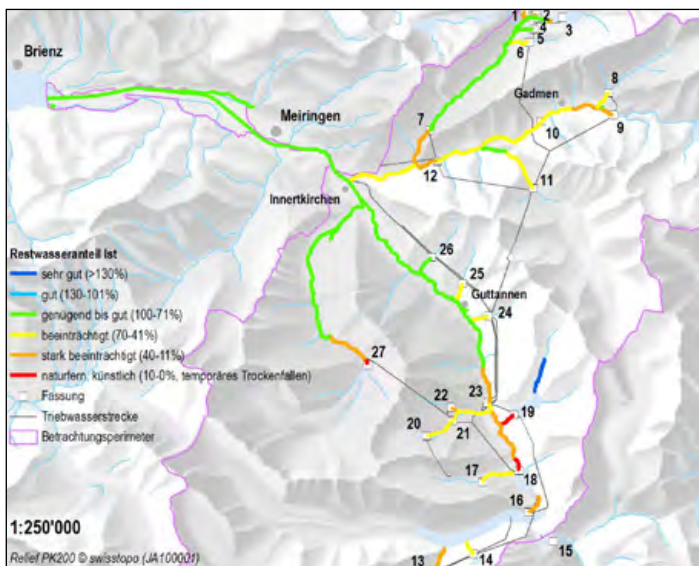 1
2
3
4
5
6
Brienz
8
Gadmen
7
9
10
Meiringen
12
11
Innertkirchen
Restwasseranteil Ist
sehr gut (>130%)
gut (130-101%)
genügend bis gut (100-71%)
beeinträchtigt (70-41%)
stark beeinträchtigt (40-11%)
naturfern, künstlich (10-0%, temporäres Trockenfallen)
Fassung
Triebwasserstrecke
Betrachtungsperimeter
26
25
Guttannen
24
27
23
22
19
20
21
17
18
16
1:250'000
15
13
14
Relief PK200 © swisstopo (JA100001)